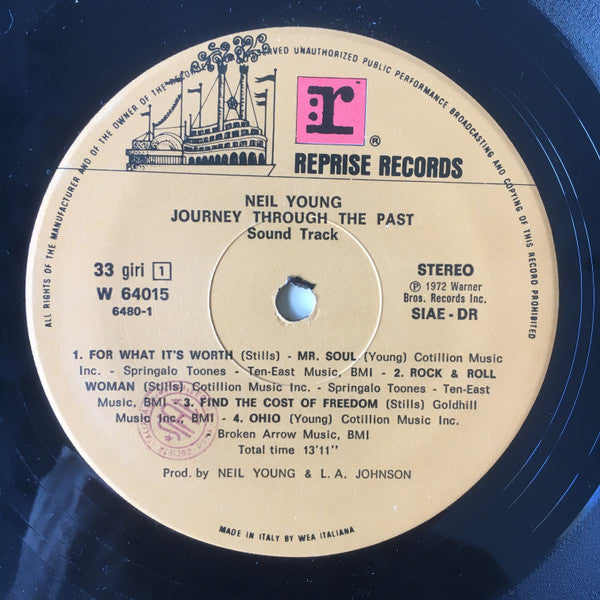 ALL RIGHTS OF THE MANUFACTURER AND OF THE OWNER OF THE RECORDED WORK RESERVED UNAUTHORIZED PUBLIC PERFORMANCE BROADCASTING AND COPYING OF THIS RECORD PROHIBITED
:r
®
REPRISE RECORDS
NEIL YOUNG
JOURNEY THROUGH THE PAST
Sound Track
33 giri 1
W 64015
6480-1
STEREO
Ⓟ 1972 Warner
Bros. Records Inc.
SIAE - DR
1. FOR WHAT IT'S WORTH (Stills) - MR. SOUL (Young) Cotillion Music
Inc. - Springalo Toones - Ten-East Music, BMI - 2. ROCK & ROLL
WOMAN (Stills) Cotillion Music Inc. - Springalo Toones - Ten-East
Music, BMI - 3. FIND THE COST OF FREEDOM (Stills) Goldhill
Music Inc., BMI - 4. OHIO (Young) Cotillion Music Inc.
- Broken Arrow Music, BMI
Total time 13'11"
Prod. by NEIL YOUNG & L.A. JOHNSON
MADE IN ITALY BY WEA ITALIANA